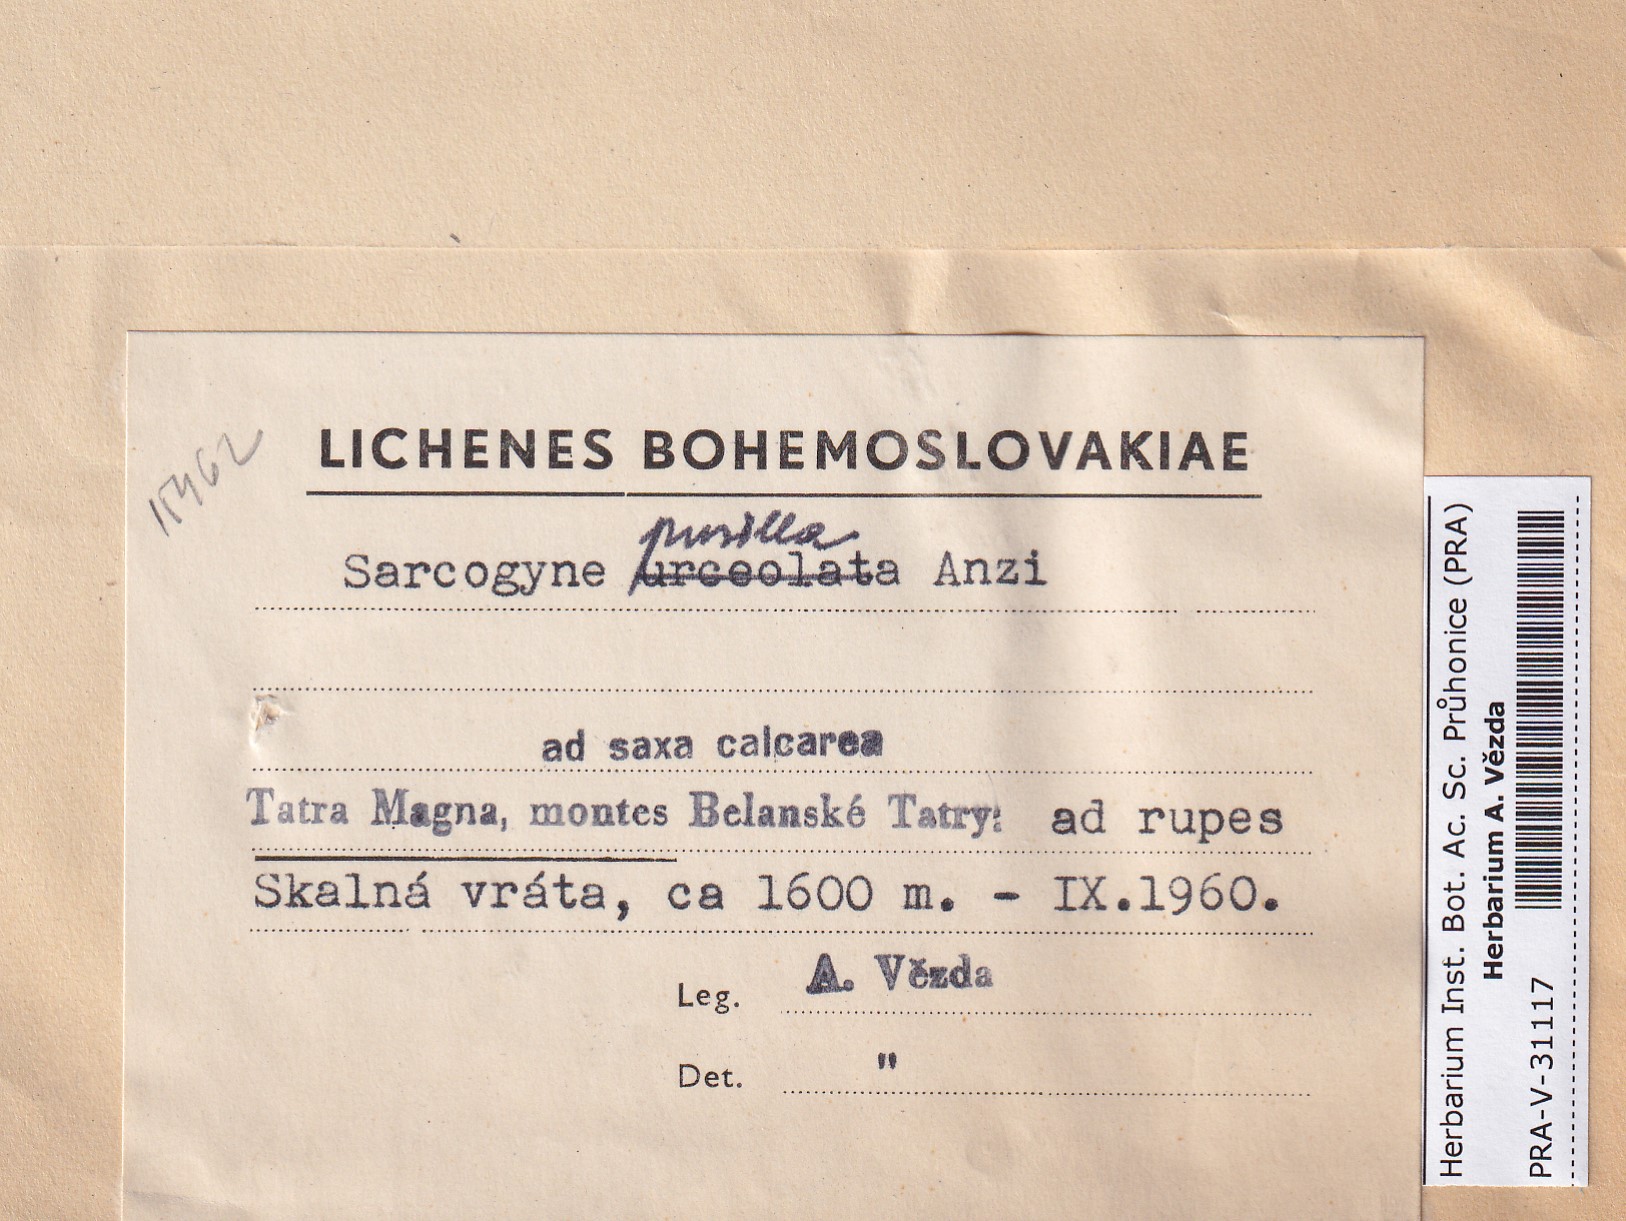 LICHENES BOHEMOSLOVAKIAE
15462
pusilla
Sarcogyne urceolata Anzi
ad saxa calcarea
Tatra Magna, montes Belanské Tatry: ad rupes
Skalná vráta, ca 1600 m. - IX.1960.
Leg. A. Vězda
Det. "
Herbarium Inst. Bot. Ac. Sc. Průhonice (PRA)
Herbarium A. Vězda
PRA-V-31117